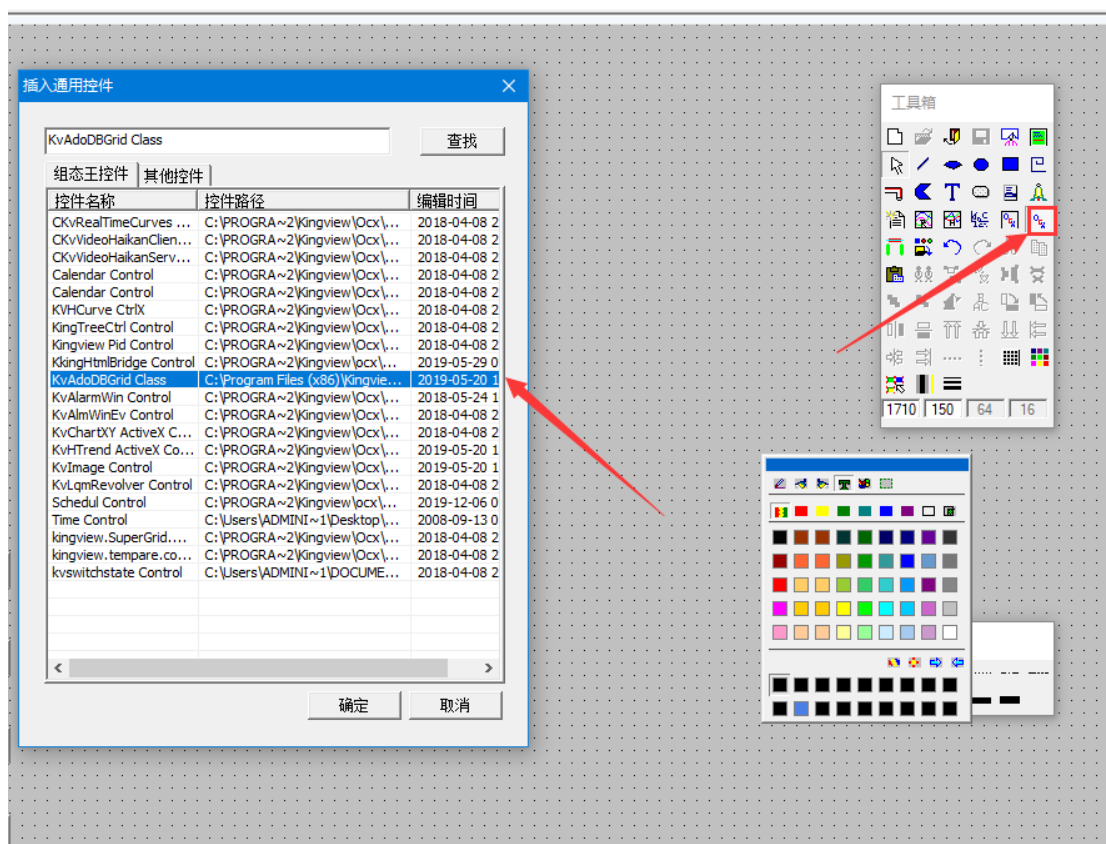 插入通用控件
KvAdoDBGrid Class 查找
组态王控件 其他控件
控件名称 控件路径 编辑时间
CKvRealTimeCurves ... C:\PROGRA~2\Kingview\Ocx\... 2018-04-08 2
CKvVideoHaikanClien... C:\PROGRA~2\Kingview\Ocx\... 2018-04-08 2
CKvVideoHaikanServ... C:\PROGRA~2\Kingview\Ocx\... 2018-04-08 2
Calendar Control C:\PROGRA~2\Kingview\Ocx\... 2018-04-08 2
Calendar Control C:\PROGRA~2\Kingview\Ocx\... 2018-04-08 2
KVHCurve CtrlX C:\PROGRA~2\Kingview\Ocx\... 2018-04-08 2
KingTreeCtrl Control C:\PROGRA~2\Kingview\Ocx\... 2018-04-08 2
Kingview Pid Control C:\PROGRA~2\Kingview\Ocx\... 2018-04-08 2
KkingHtmlBridge Control C:\PROGRA~2\Kingview\ocx\... 2019-05-29 0
KvAdoDBGrid Class C:\Program Files (x86)\Kingvie... 2019-05-20 1
KvAlarmWin Control C:\PROGRA~2\Kingview\Ocx\... 2018-05-24 1
KvAlmWinEv Control C:\PROGRA~2\Kingview\Ocx\... 2018-04-08 2
KvChartXY ActiveX C... C:\PROGRA~2\Kingview\Ocx\... 2018-04-08 2
KvHTrend ActiveX Co... C:\PROGRA~2\Kingview\Ocx\... 2019-05-20 1
KvImage Control C:\PROGRA~2\Kingview\Ocx\... 2019-05-20 1
KvLqmRevolver Control C:\PROGRA~2\Kingview\Ocx\... 2018-04-08 2
Schedul Control C:\PROGRA~2\Kingview\ocx\... 2019-12-06 0
Time Control C:\Users\ADMINI~1\Desktop\... 2008-09-13 0
kingview.SuperGrid.... C:\PROGRA~2\Kingview\Ocx\... 2018-04-08 2
kingview.tempare.co... C:\PROGRA~2\Kingview\Ocx\... 2018-04-08 2
kvswitchstate Control C:\Users\ADMINI~1\DOCUME... 2018-04-08 2
确定 取消
工具箱
1710 150 64 16